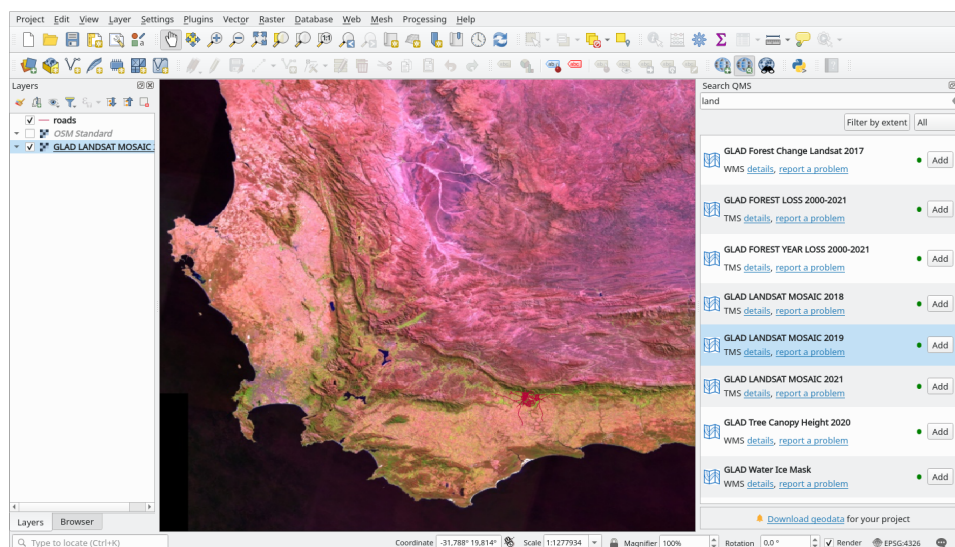 Project Edit View Layer Settings Plugins Vector Raster Database Web Mesh Processing Help
Layers
roads
OSM Standard
GLAD LANDSAT MOSAIC
Layers Browser
Search QMS
land
Filter by extent All
GLAD Forest Change Landsat 2017
WMS details, report a problem
Add
GLAD FOREST LOSS 2000-2021
TMS details, report a problem
Add
GLAD FOREST YEAR LOSS 2000-2021
TMS details, report a problem
Add
GLAD LANDSAT MOSAIC 2018
TMS details, report a problem
Add
GLAD LANDSAT MOSAIC 2019
TMS details, report a problem
Add
GLAD LANDSAT MOSAIC 2021
TMS details, report a problem
Add
GLAD Tree Canopy Height 2020
WMS details, report a problem
Add
GLAD Water Ice Mask
WMS details, report a problem
Add
Download geodata for your project
Type to locate (Ctrl+K) Coordinate -31,788° 19,814° Scale 1:1277934 Magnifier 100% Rotation 0,0 ° Render EPSG:4326